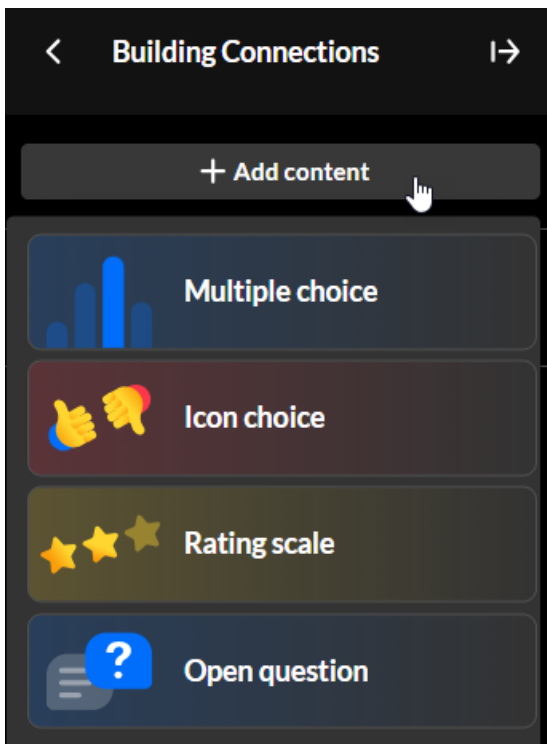 Building Connections
+ Add content
Multiple choice
Icon choice
Rating scale
?
Open question